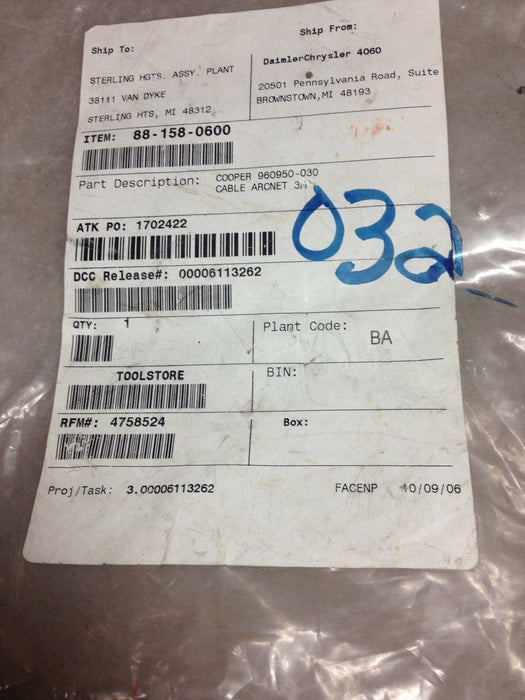 Ship To:
STERLING HGTS. ASSY. PLANT
38111 VAN DYKE
STERLING HTS, MI 48312
Ship From:
DaimlerChrysler 4060
20501 Pennsylvania Road, Suite
BROWNSTOWN, MI 48193
ITEM: 88-158-0600
Part Description: COOPER 960950-030
CABLE ARCNET
032
ATK PO: 1702422
DCC Release#: 00006113262
QTY: 1
Plant Code: BA
TOOLSTORE
BIN:
RFM#: 4758524
Box:
Proj/Task: 3.00006113262
FACENP 10/09/06